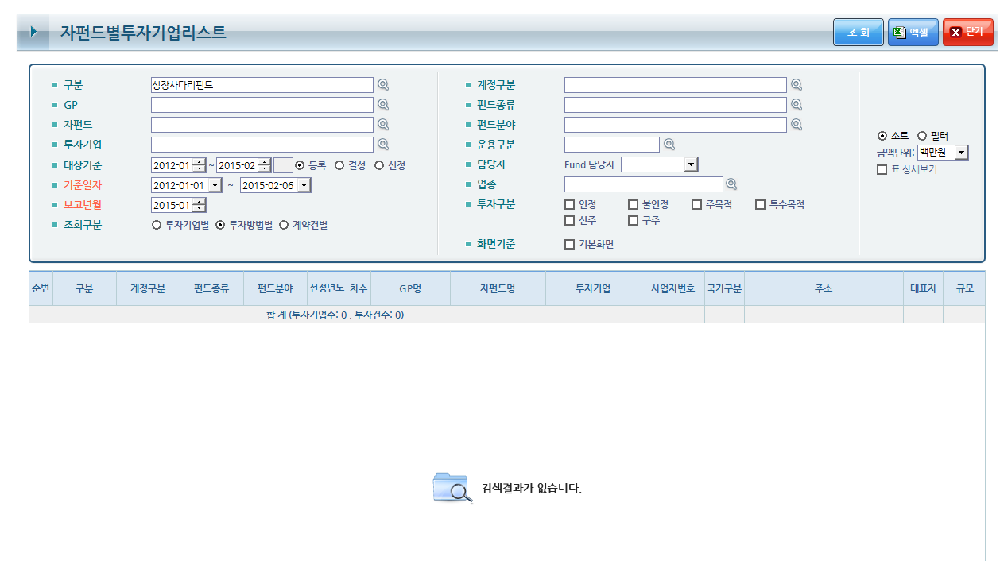 자펀드별투자기업리스트
조 회 엑셀 닫기
구분 성장사다리펀드 계정구분
GP 펀드종류
자펀드 펀드분야 소트 필터
투자기업 운용구분 금액단위: 백만원
대상기준 2012-01 ~ 2015-02 등록 결성 선정 담당자 Fund 담당자 표 상세보기
기준일자 2012-01-01 ~ 2015-02-06 업종
보고년월 2015-01 투자구분 인정 불인정 주목적 특수목적
신주 구주
조회구분 투자기업별 투자방법별 계약건별
화면기준 기본화면
순번 구분 계정구분 펀드종류 펀드분야 선정년도 차수 GP명 자펀드명 투자기업 사업자번호 국가구분 주소 대표자 규모
합 계 (투자기업수: 0 , 투자건수: 0)
검색결과가 없습니다.